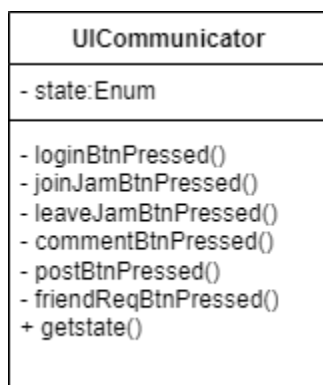 UICommunicator
- state:Enum
- loginBtnPressed()
- joinJamBtnPressed()
- leaveJamBtnPressed()
- commentBtnPressed()
- postBtnPressed()
- friendReqBtnPressed()
+ getstate()